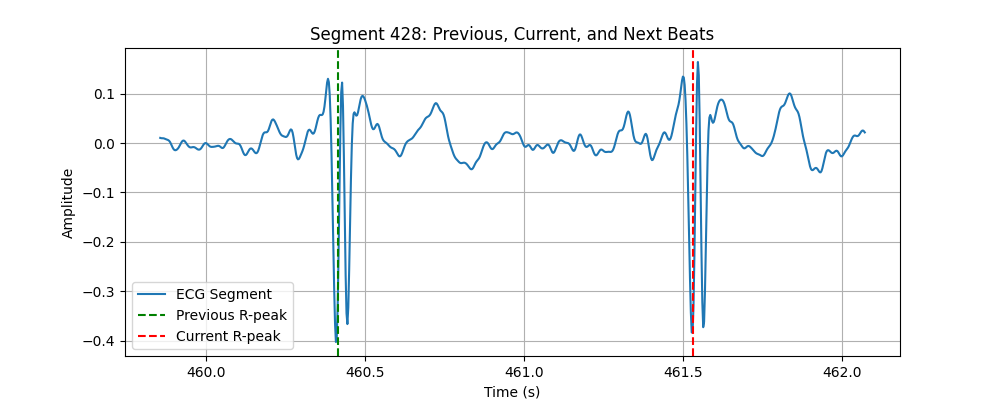 Segment 428: Previous, Current, and Next Beats
Amplitude
0.1
0.0
−0.1
−0.2
−0.3
−0.4
ECG Segment
Previous R-peak
Current R-peak
460.0 460.5 461.0 461.5 462.0
Time (s)